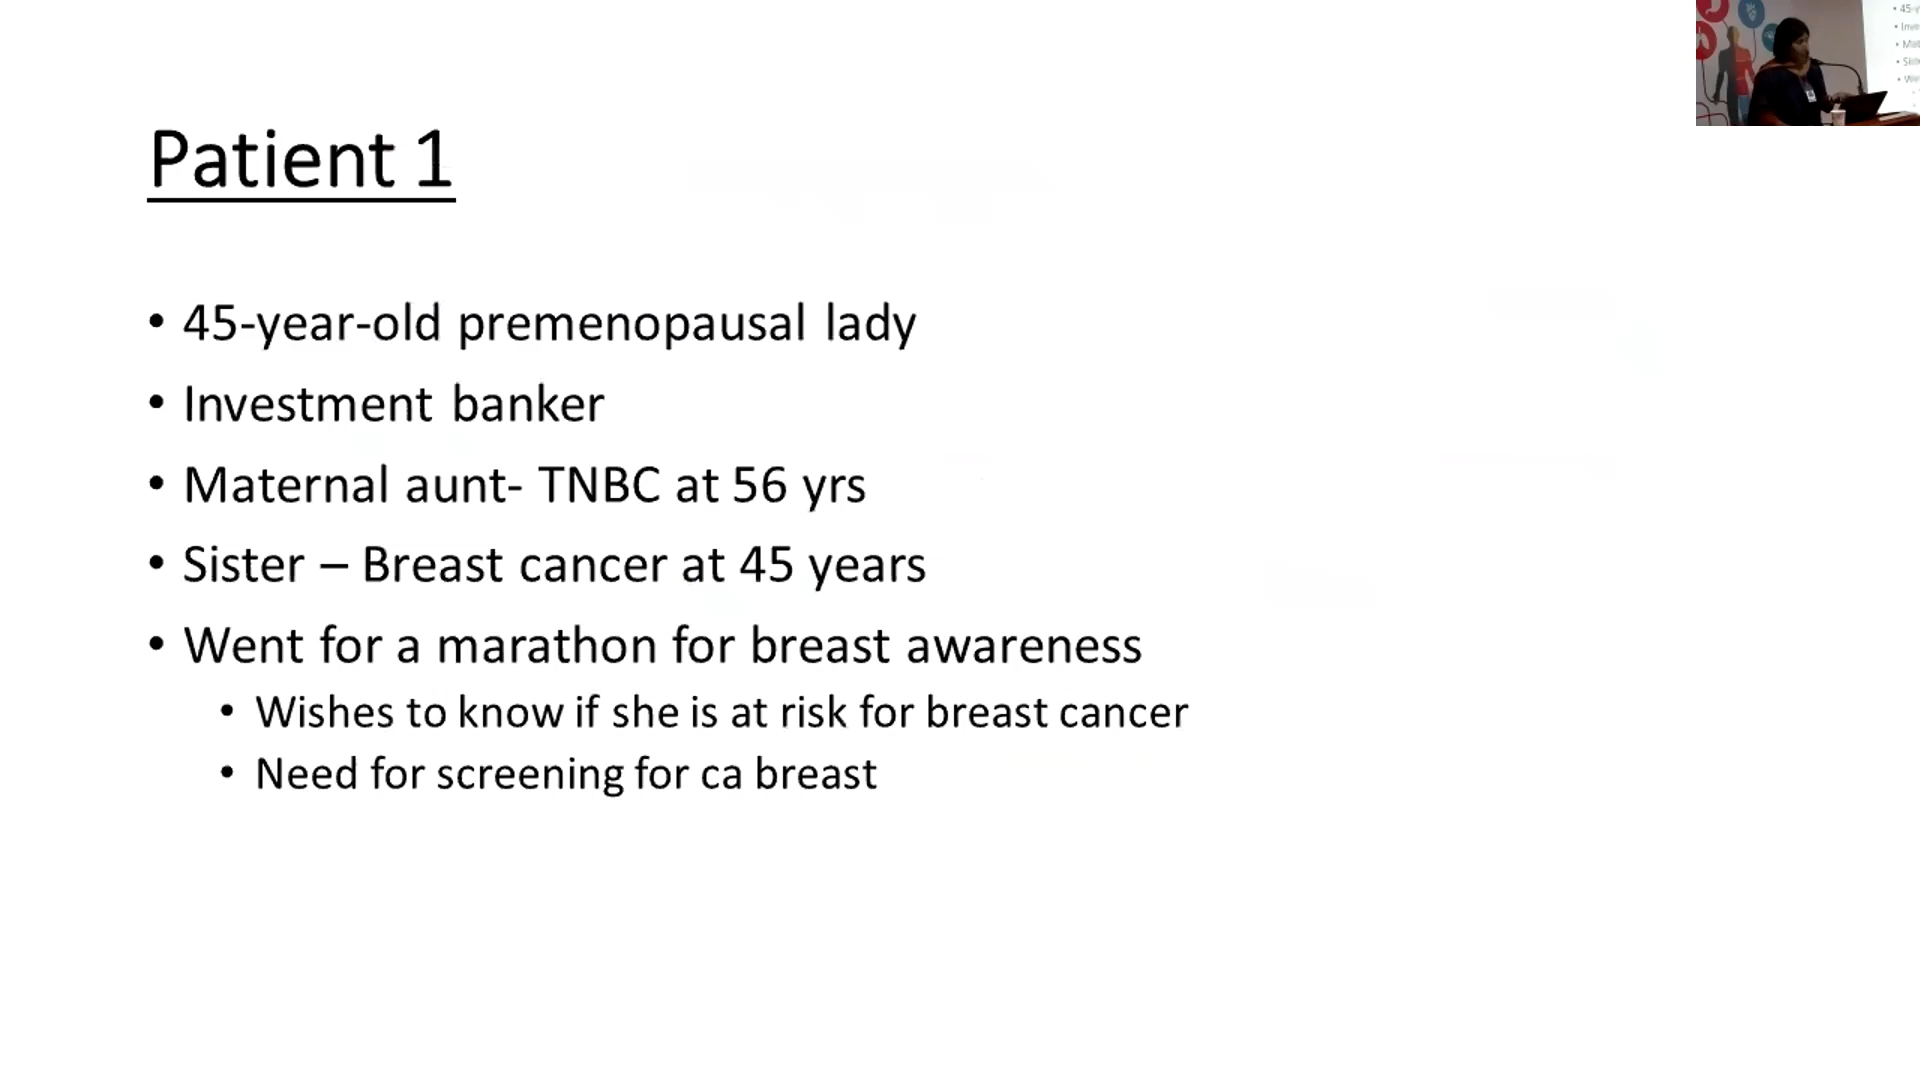 Patient 1
• 45-year-old premenopausal lady
• Investment banker
• Maternal aunt- TNBC at 56 yrs
• Sister – Breast cancer at 45 years
• Went for a marathon for breast awareness
• Wishes to know if she is at risk for breast cancer
• Need for screening for ca breast